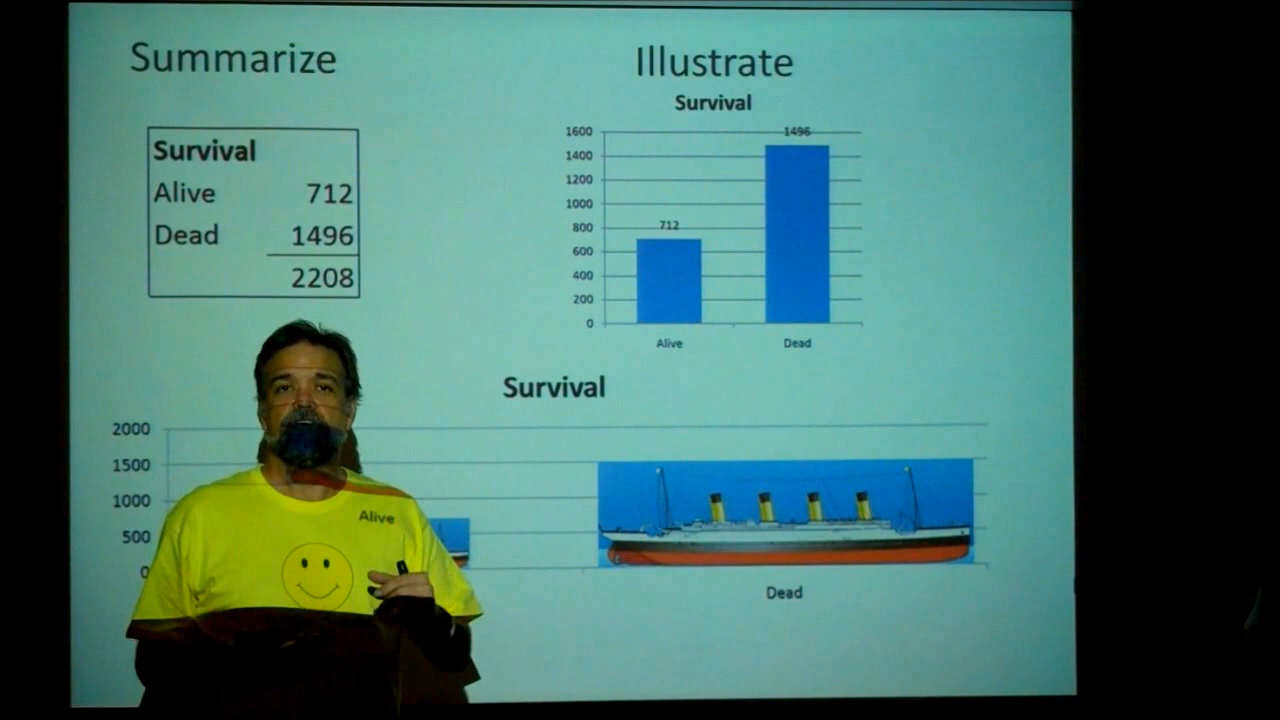 Summarize
Survival
Alive 712
Dead 1496
2208
Illustrate
Survival
1600
1400
1200
1000
800
600
400
200
0
712
1496
Alive
Dead
Survival
2000
1500
1000
500
0
Alive
Dead